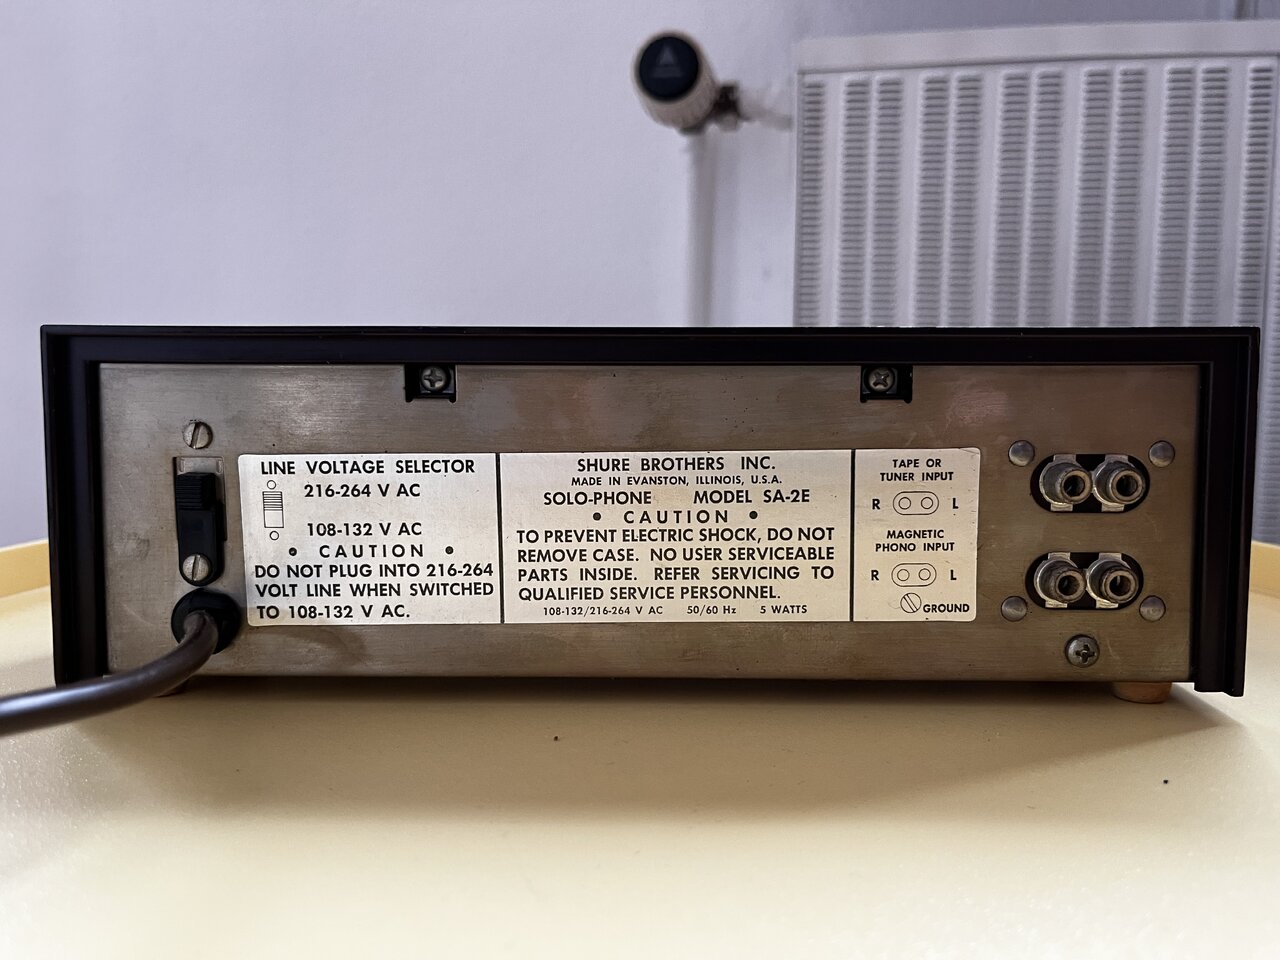 LINE VOLTAGE SELECTOR
216-264 V AC
108-132 V AC
• CAUTION •
DO NOT PLUG INTO 216-264
VOLT LINE WHEN SWITCHED
TO 108-132 V AC.
SHURE BROTHERS INC.
MADE IN EVANSTON, ILLINOIS, U.S.A.
SOLO-PHONE MODEL SA-2E
• CAUTION •
TO PREVENT ELECTRIC SHOCK, DO NOT
REMOVE CASE. NO USER SERVICEABLE
PARTS INSIDE. REFER SERVICING TO
QUALIFIED SERVICE PERSONNEL.
108-132/216-264 V AC 50/60 Hz 5 WATTS
TAPE OR
TUNER INPUT
R L
MAGNETIC
PHONO INPUT
R L
GROUND